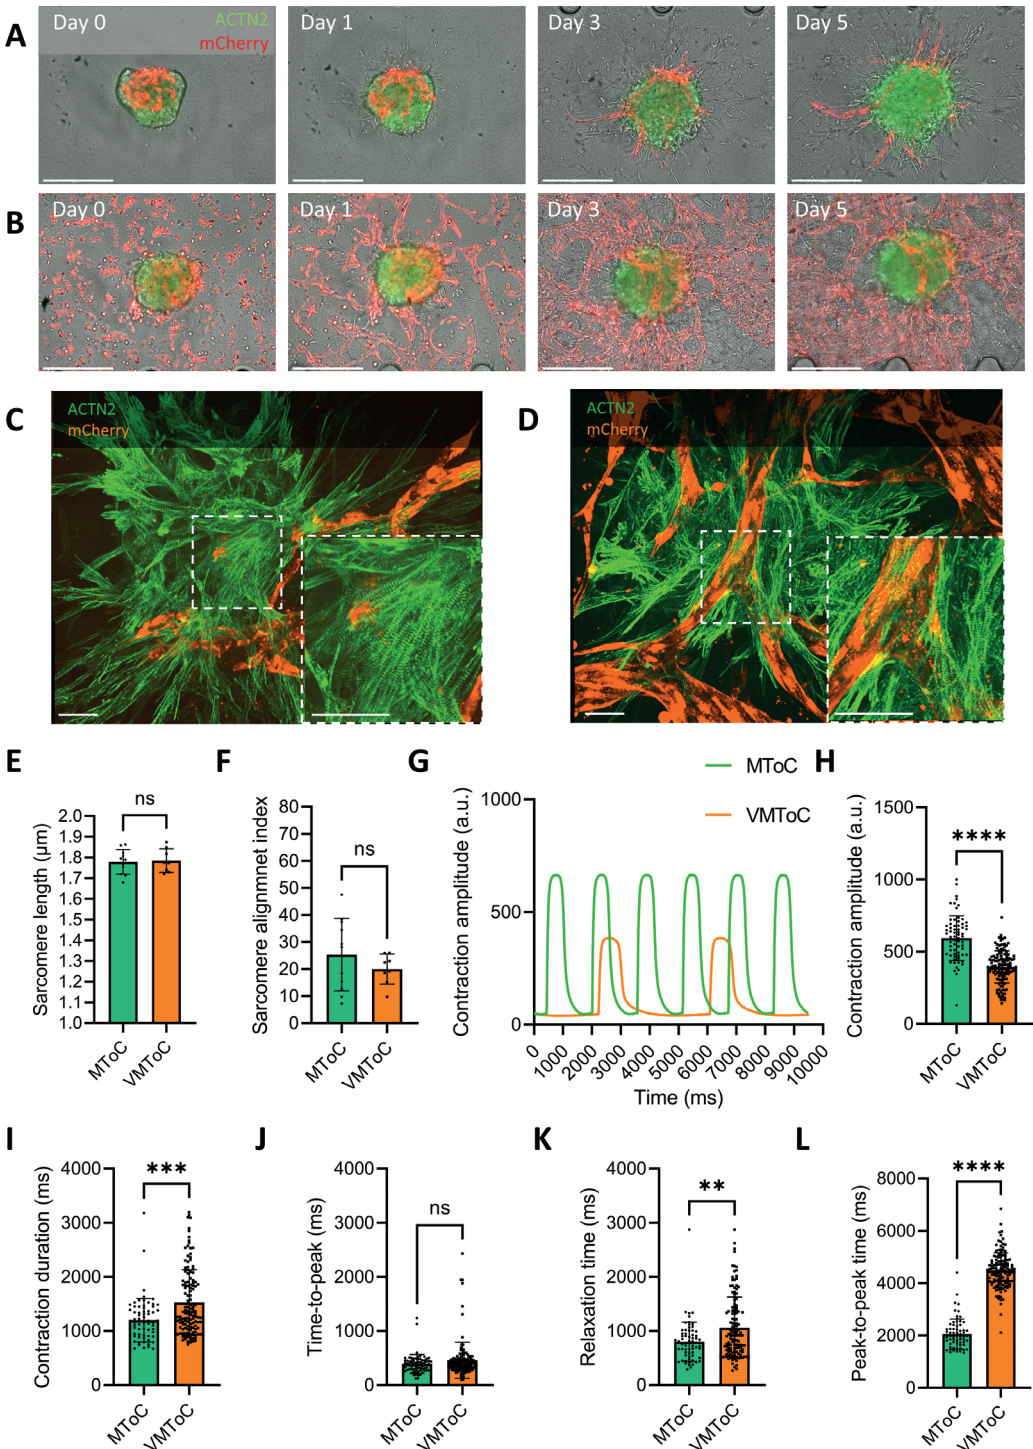 A
Day 0
ACTN2
mCherry
Day 1
Day 3
Day 5
B
Day 0
Day 1
Day 3
Day 5
C
ACTN2
mCherry
D
ACTN2
mCherry
E
Sarcomere length (μm)
2.0
1.9
1.8
1.7
1.6
1.5
1.4
1.3
1.2
1.1
1.0
ns
MToC
VMToC
F
Sarcomere alignmnet index
80
70
60
50
40
30
20
10
0
ns
MToC
VMToC
G
MToC
VMToC
Contraction amplitude (a.u.)
1000
500
0
0
1000
2000
3000
4000
5000
6000
7000
8000
9000
10000
Time (ms)
H
Contraction amplitude (a.u.)
1500
1000
500
0
****
MToC
VMToC
I
Contraction duration (ms)
4000
3000
2000
1000
0
***
MToC
VMToC
J
Time-to-peak (ms)
4000
3000
2000
1000
0
ns
MToC
VMToC
K
Relaxation time (ms)
4000
3000
2000
1000
0
**
MToC
VMToC
L
Peak-to-peak time (ms)
8000
6000
4000
2000
0
****
MToC
VMToC